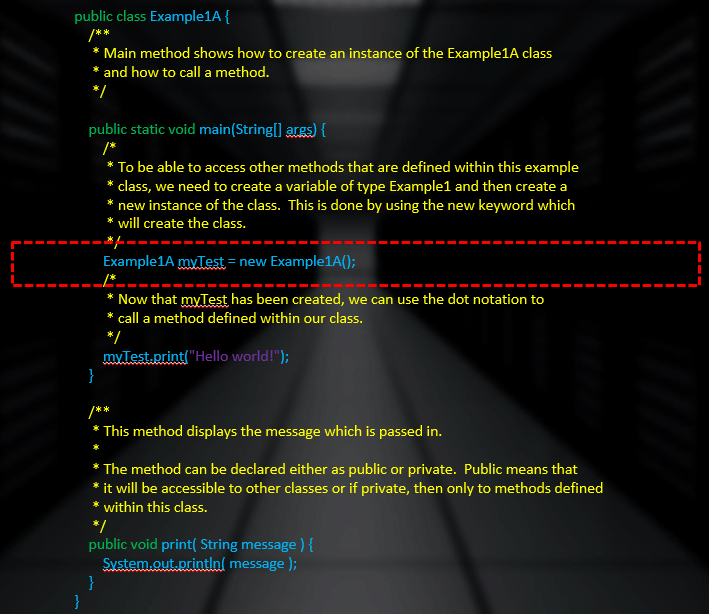 public class Example1A {
/**
* Main method shows how to create an instance of the Example1A class
* and how to call a method.
*/
public static void main(String[] args) {
/*
* To be able to access other methods that are defined within this example
* class, we need to create a variable of type Example1 and then create a
* new instance of the class.  This is done by using the new keyword which
* will create the class.
*/
Example1A myTest = new Example1A();
/*
* Now that myTest has been created, we can use the dot notation to
* call a method defined within our class.
*/
myTest.print("Hello world!");
}
/**
* This method displays the message which is passed in.
*
* The method can be declared either as public or private.  Public means that
* it will be accessible to other classes or if private, then only to methods defined
* within this class.
*/
public void print( String message ) {
System.out.println( message );
}
}